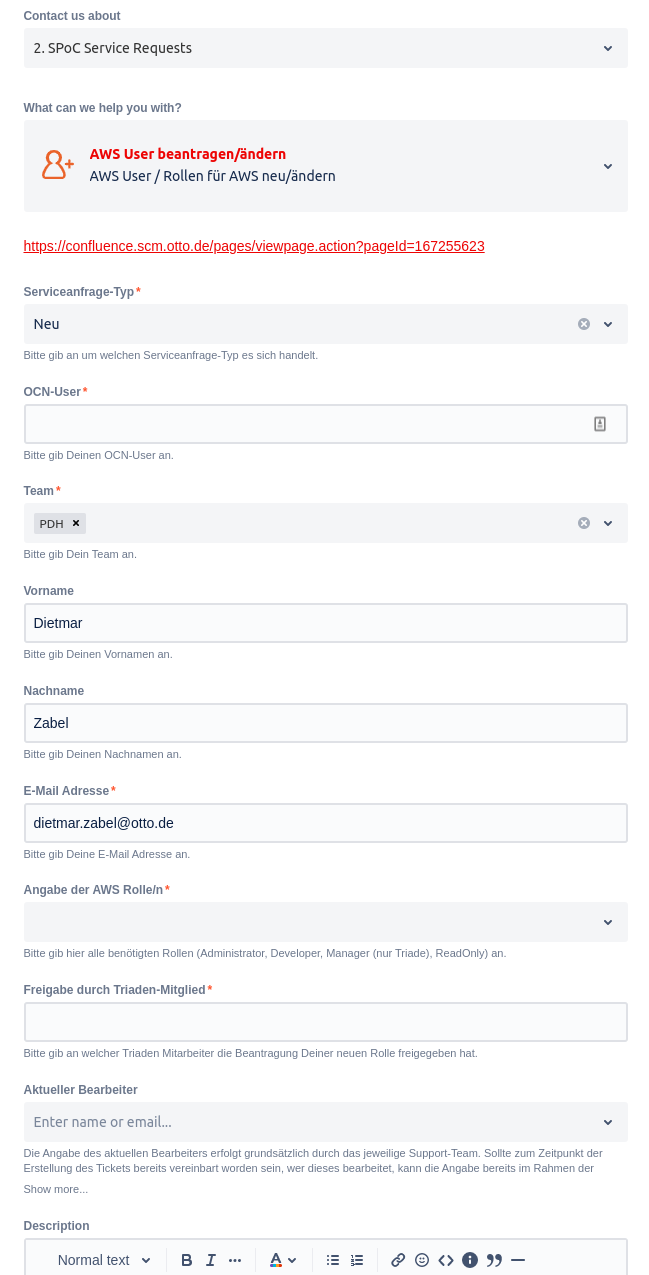 Contact us about
2. SPoC Service Requests
What can we help you with?
AWS User beantragen/ändern
AWS User / Rollen für AWS neu/ändern
https://confluence.scm.otto.de/pages/viewpage.action?pageId=167255623
Serviceanfrage-Typ*
Neu
Bitte gib an um welchen Serviceanfrage-Typ es sich handelt.
OCN-User*
Bitte gib Deinen OCN-User an.
Team*
PDH
Bitte gib Dein Team an.
Vorname
Dietmar
Bitte gib Deinen Vornamen an.
Nachname
Zabel
Bitte gib Deinen Nachnamen an.
E-Mail Adresse*
dietmar.zabel@otto.de
Bitte gib Deine E-Mail Adresse an.
Angabe der AWS Rolle/n*
Bitte gib hier alle benötigten Rollen (Administrator, Developer, Manager (nur Triade), ReadOnly) an.
Freigabe durch Triaden-Mitglied*
Bitte gib an welcher Triaden Mitarbeiter die Beantragung Deiner neuen Rolle freigegeben hat.
Aktueller Bearbeiter
Enter name or email...
Die Angabe des aktuellen Bearbeiters erfolgt grundsätzlich durch das jeweilige Support-Team. Sollte zum Zeitpunkt der
Erstellung des Tickets bereits vereinbart worden sein, wer dieses bearbeitet, kann die Angabe bereits im Rahmen der
Show more...
Description
Normal text B I ... A